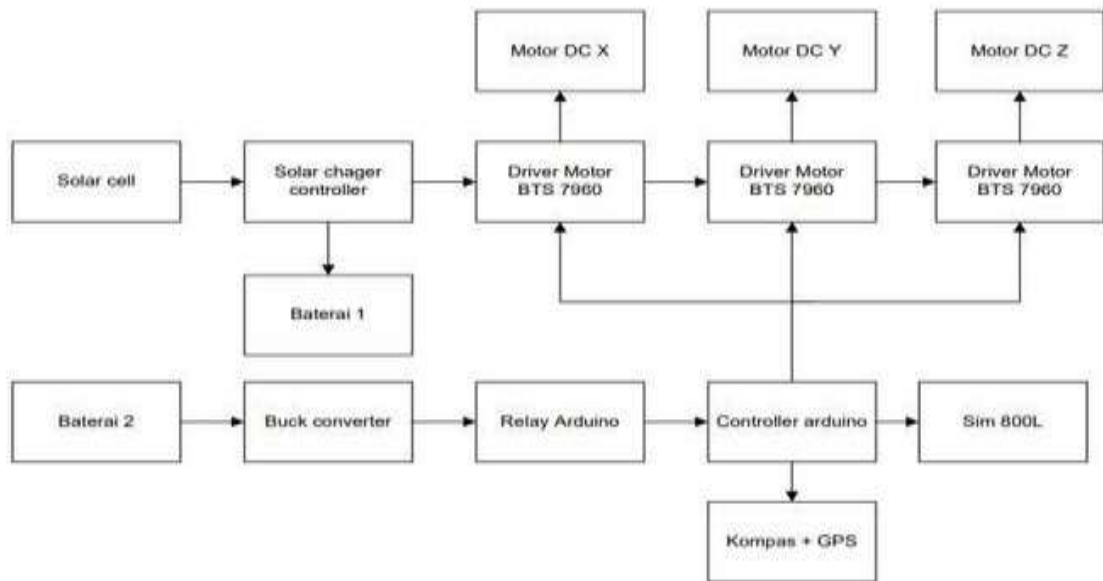 Motor DC X
Motor DC Y
Motor DC Z
Solar cell
Solar chager
controller
Driver Motor
BTS 7960
Driver Motor
BTS 7960
Driver Motor
BTS 7960
Baterai 1
Baterai 2
Buck converter
Relay Arduino
Controller arduino
Sim 800L
Kompas + GPS